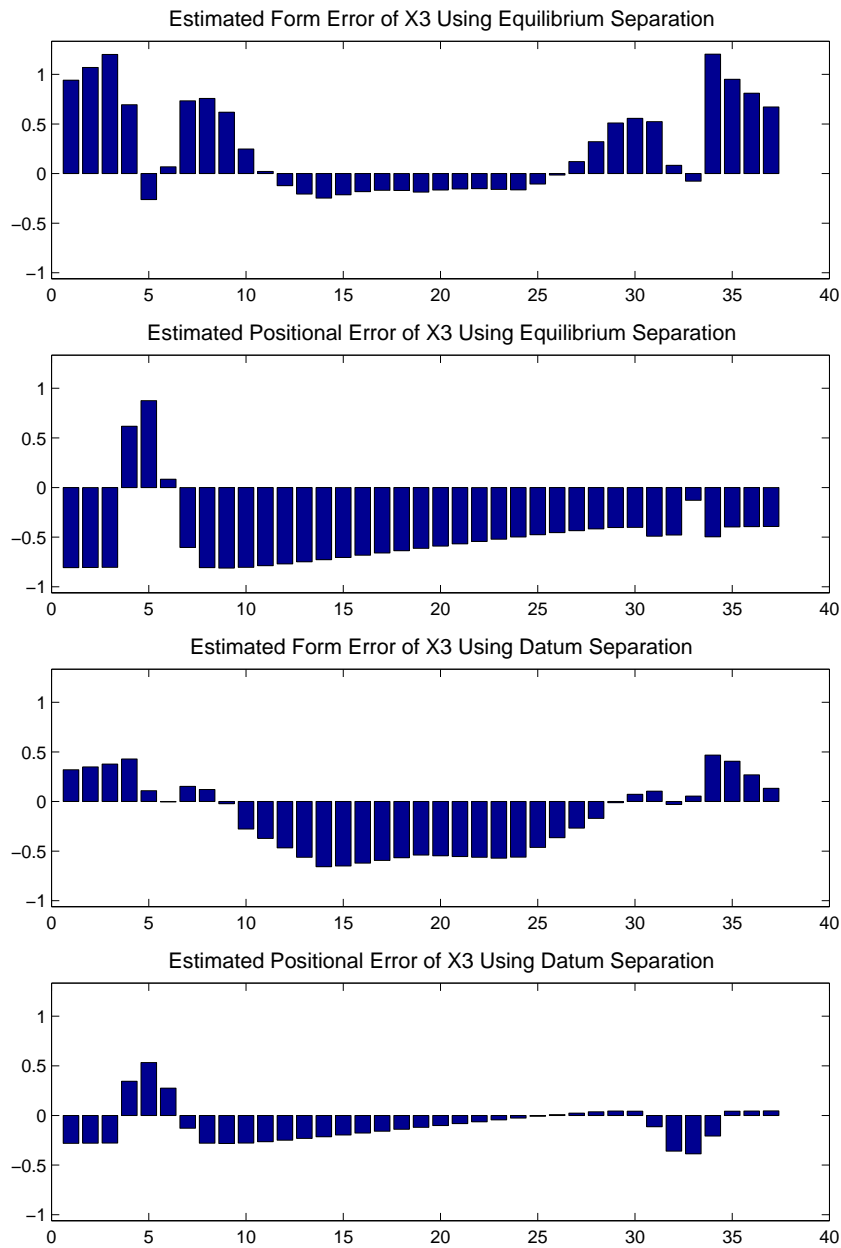 Estimated Form Error of X3 Using Equilibrium Separation
1
0.5
0
−0.5
−1
0 5 10 15 20 25 30 35 40
Estimated Positional Error of X3 Using Equilibrium Separation
1
0.5
0
−0.5
−1
0 5 10 15 20 25 30 35 40
Estimated Form Error of X3 Using Datum Separation
1
0.5
0
−0.5
−1
0 5 10 15 20 25 30 35 40
Estimated Positional Error of X3 Using Datum Separation
1
0.5
0
−0.5
−1
0 5 10 15 20 25 30 35 40